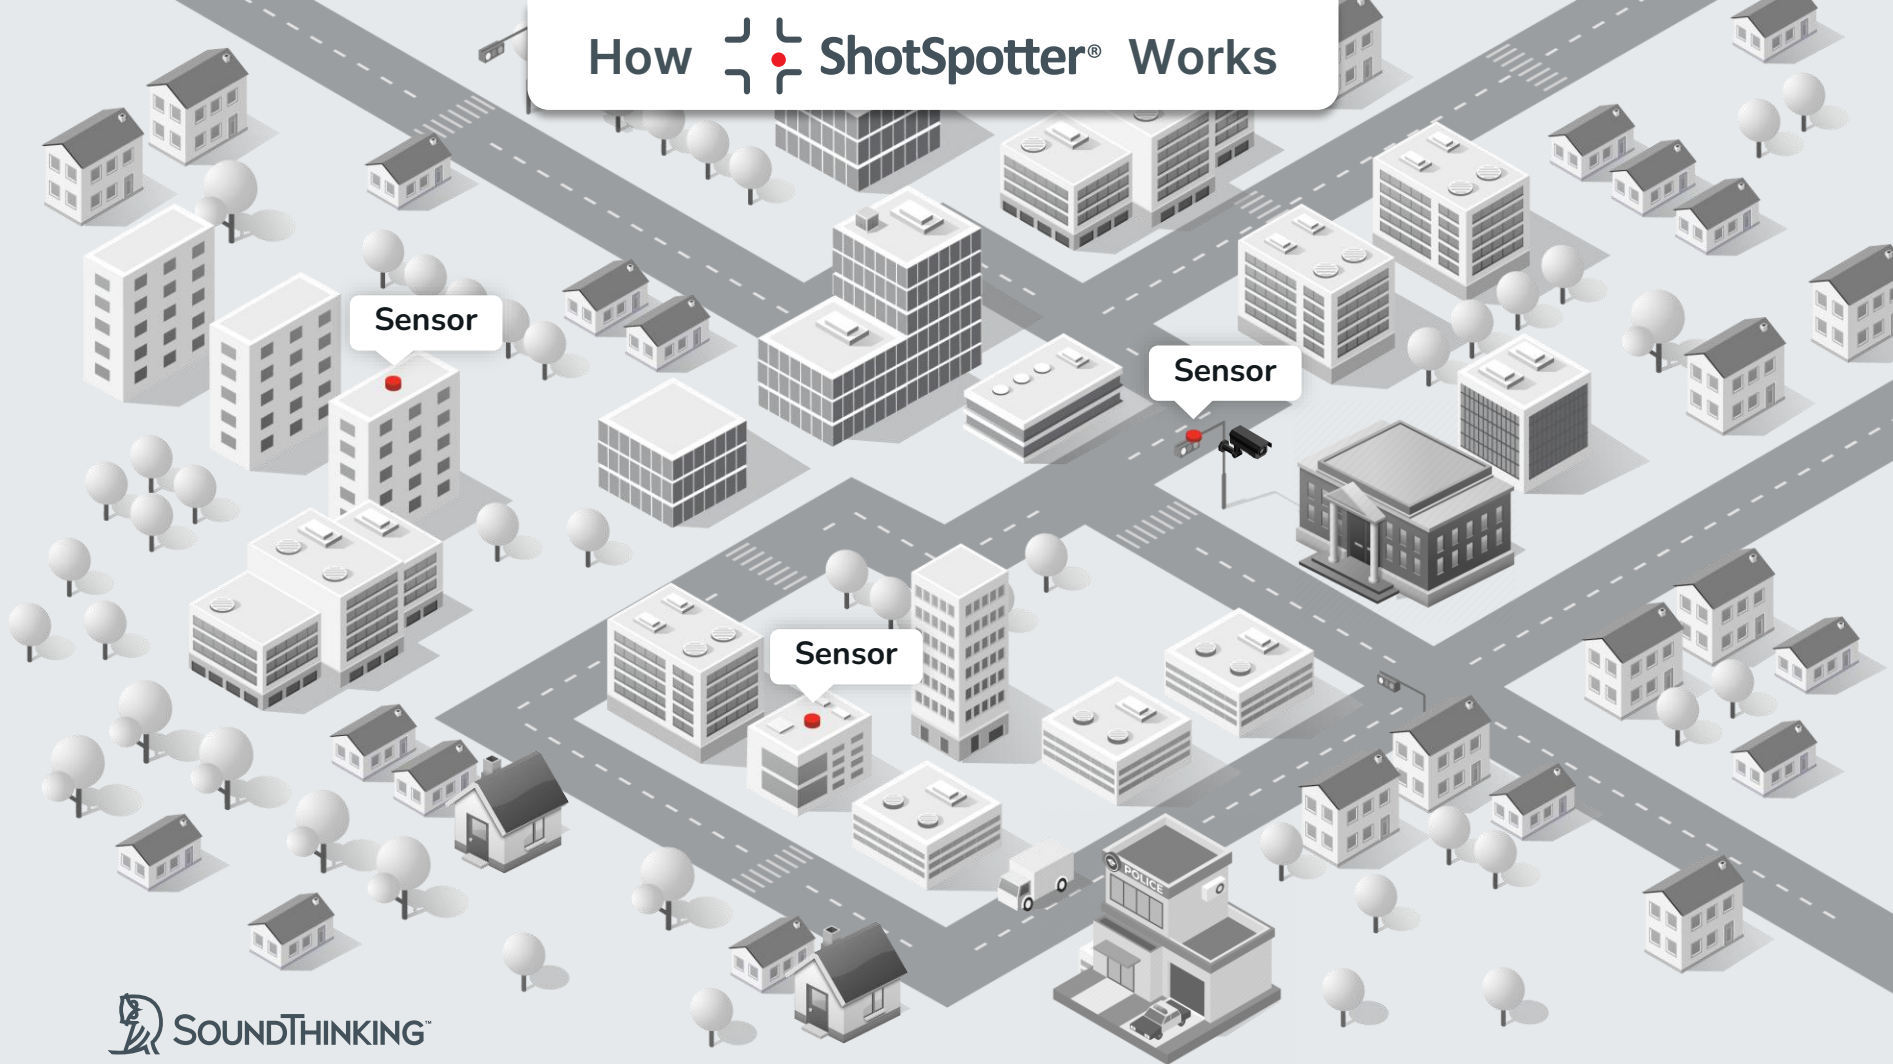 How ShotSpotter® Works
Sensor
Sensor
Sensor
POLICE
SOUNDTHINKING™